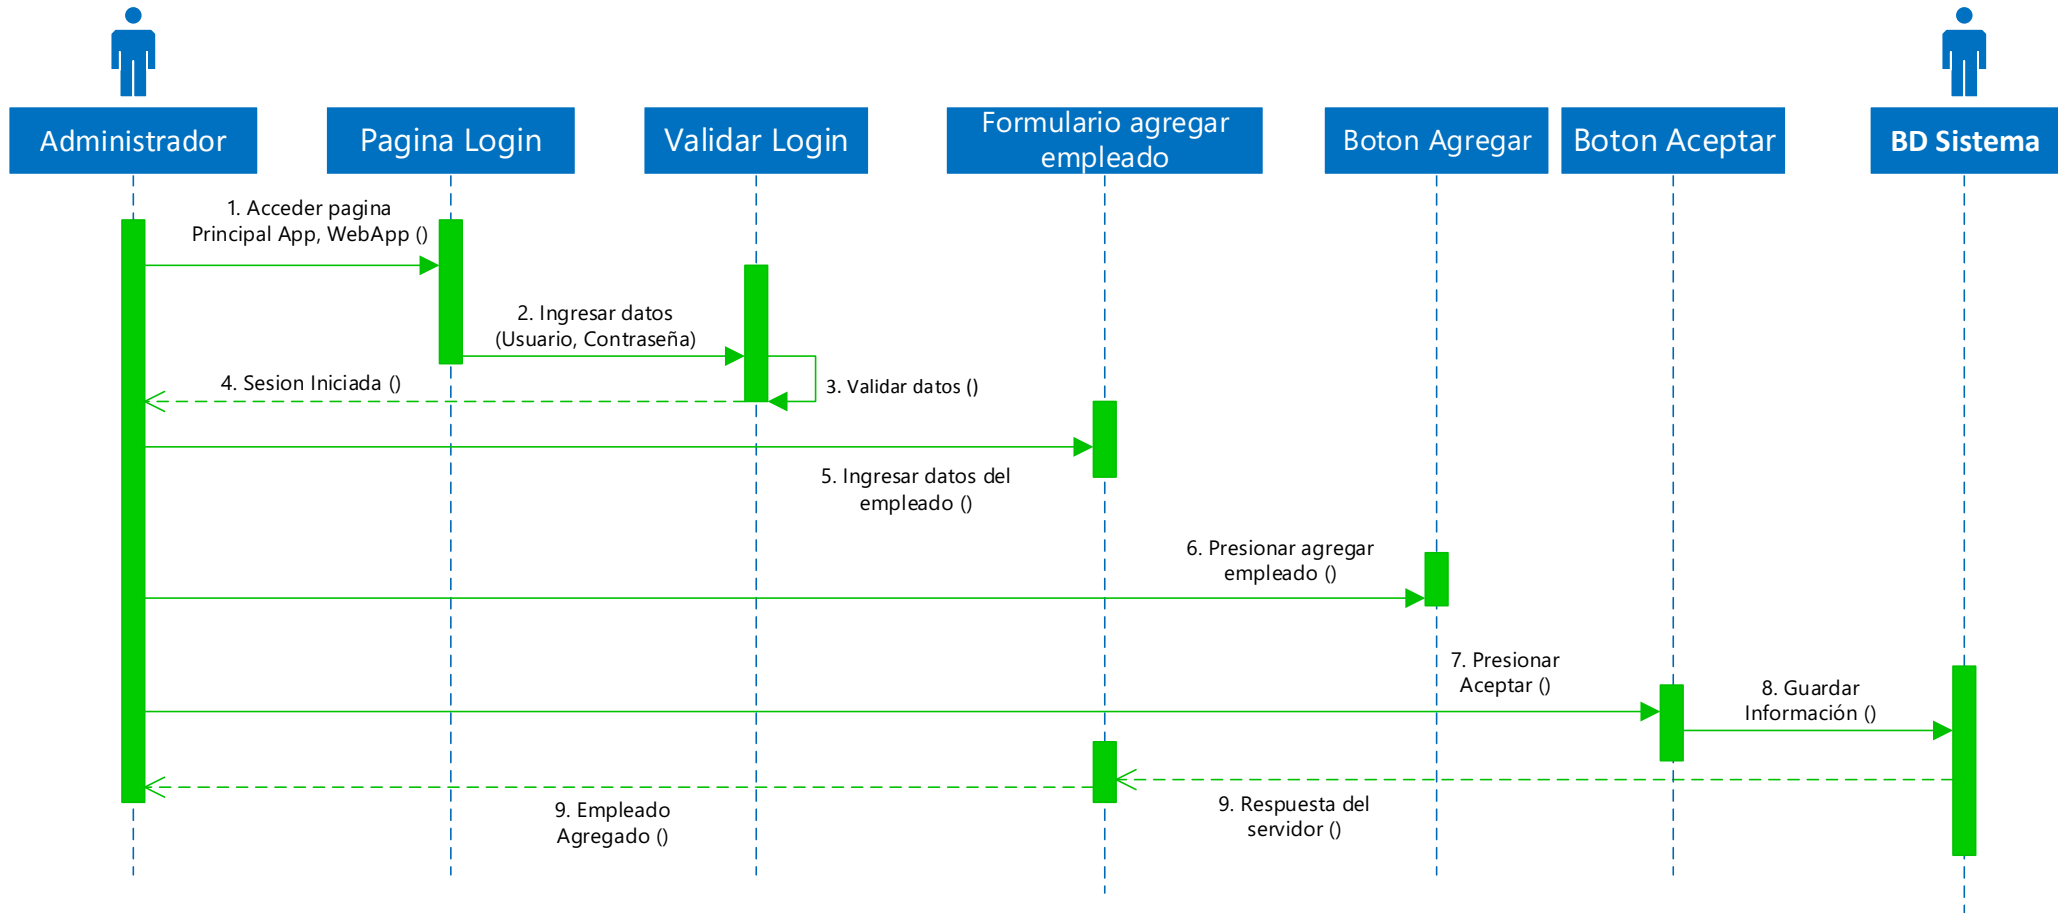 Administrador
Pagina Login
Validar Login
Formulario agregar
empleado
Boton Agregar
Boton Aceptar
BD Sistema
1. Acceder pagina
Principal App, WebApp ()
2. Ingresar datos
(Usuario, Contraseña)
3. Validar datos ()
4. Sesion Iniciada ()
5. Ingresar datos del
empleado ()
6. Presionar agregar
empleado ()
7. Presionar
Aceptar ()
8. Guardar
Información ()
9. Respuesta del
servidor ()
9. Empleado
Agregado ()